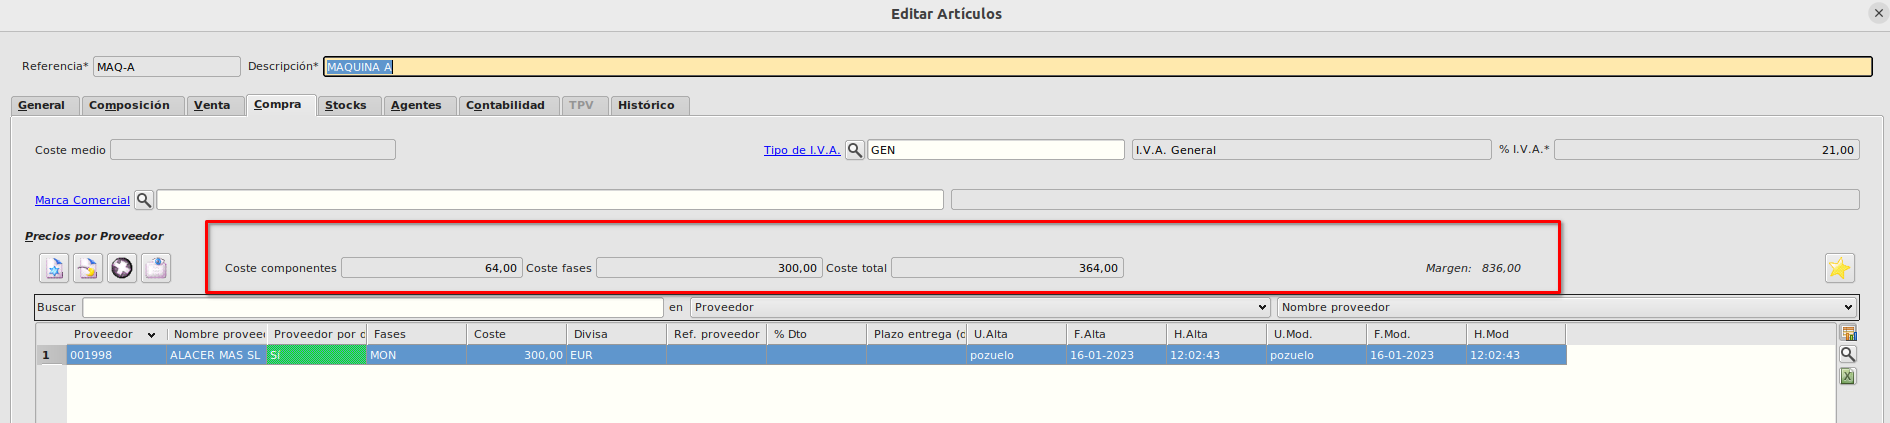 Editar Artículos
Referencia* MAQ-A Descripción* MAQUINA A
General Composición Venta Compra Stocks Agentes Contabilidad TPV Histórico
Coste medio Tipo de I.V.A. GEN I.V.A. General % I.V.A.* 21,00
Marca Comercial
Precios por Proveedor
Coste componentes 64,00 Coste fases 300,00 Coste total 364,00 Margen: 836,00
Buscar en Proveedor Nombre proveedor
Proveedor Nombre provee Proveedor por d Fases Coste Divisa Ref. proveedor % Dto Plazo entrega (d U.Alta F.Alta H.Alta U.Mod. F.Mod. H.Mod
1 001998 ALACER MAS SL Sí MON 300,00 EUR pozuelo 16-01-2023 12:02:43 pozuelo 16-01-2023 12:02:43